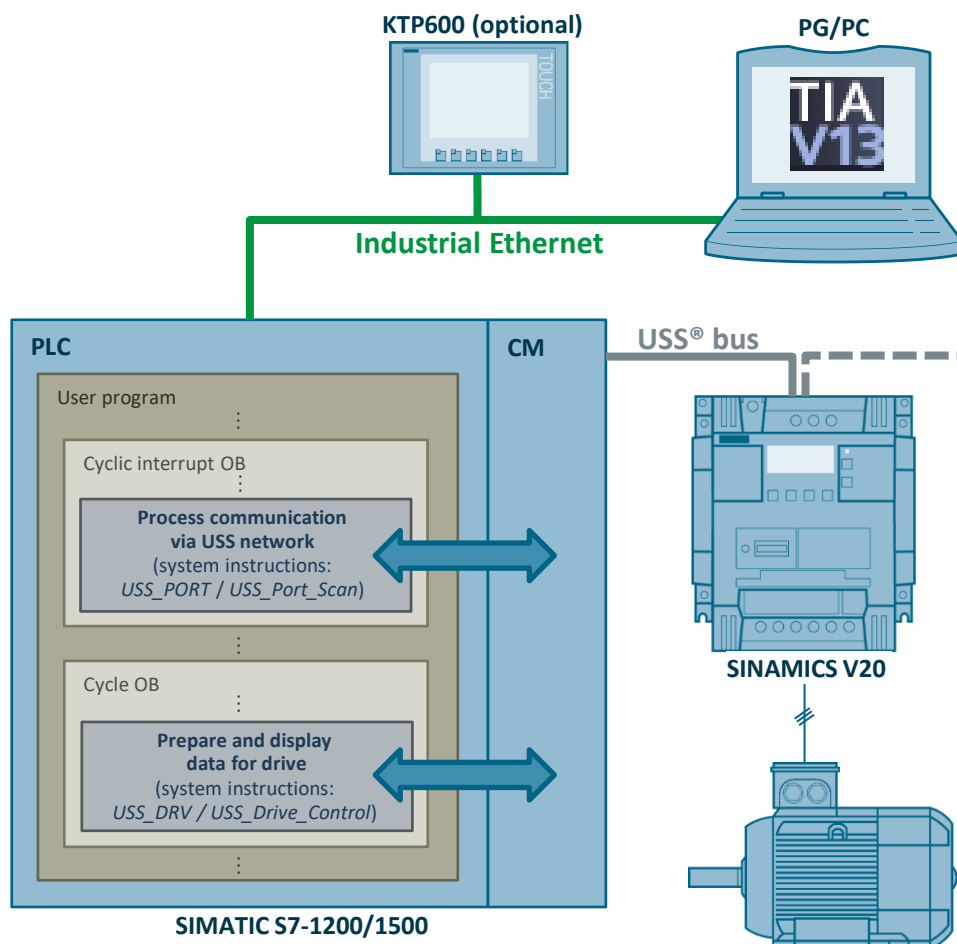 KTP600 (optional)
PG/PC
TOUCH
TIA
V13
Industrial Ethernet
PLC
CM
USS® bus
User program
⋮
Cyclic interrupt OB
⋮
Process communication
via USS network
(system instructions:
USS_PORT / USS_Port_Scan)
⋮
Cycle OB
⋮
Prepare and display
data for drive
(system instructions:
USS_DRV / USS_Drive_Control)
⋮
SINAMICS V20
SIMATIC S7-1200/1500